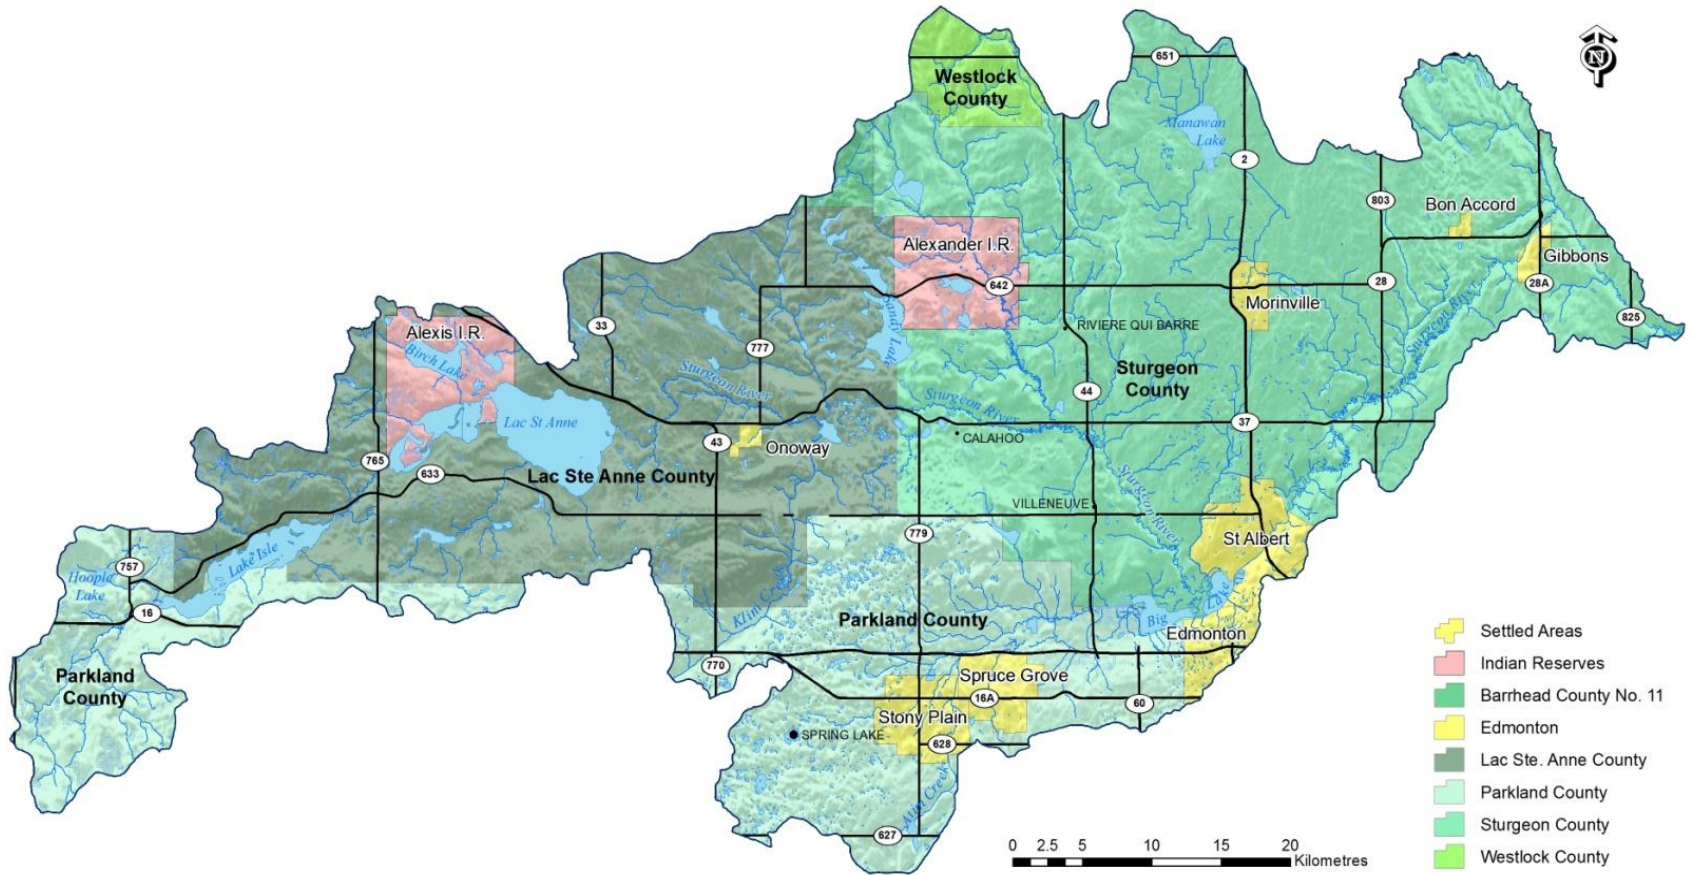 N
651
Westlock
County
Manawan
Lake
2
803
Bon Accord
Alexander I.R.
Gibbons
642
28
28A
Morinville
825
Alexis I.R.
33
777
Sandy Lake
RIVIERE QUI BARRE
Sturgeon River
Birch Lake
Sturgeon River
Sturgeon
County
44
Sturgeon River
Lac St Anne
43
Onoway
CALAHOO
37
765
633
Lac Ste Anne County
Sturgeon River
VILLENEUVE
779
St Albert
757
Hoople
Lake
Lake Isle
16
Klim Creek
Parkland County
Big Lake
Edmonton
770
Parkland
County
Spruce Grove
16A
60
Stony Plain
SPRING LAKE
628
Atim Creek
627
Settled Areas
Indian Reserves
Barrhead County No. 11
Edmonton
Lac Ste. Anne County
Parkland County
Sturgeon County
Westlock County
0 2.5 5 10 15 20
Kilometres